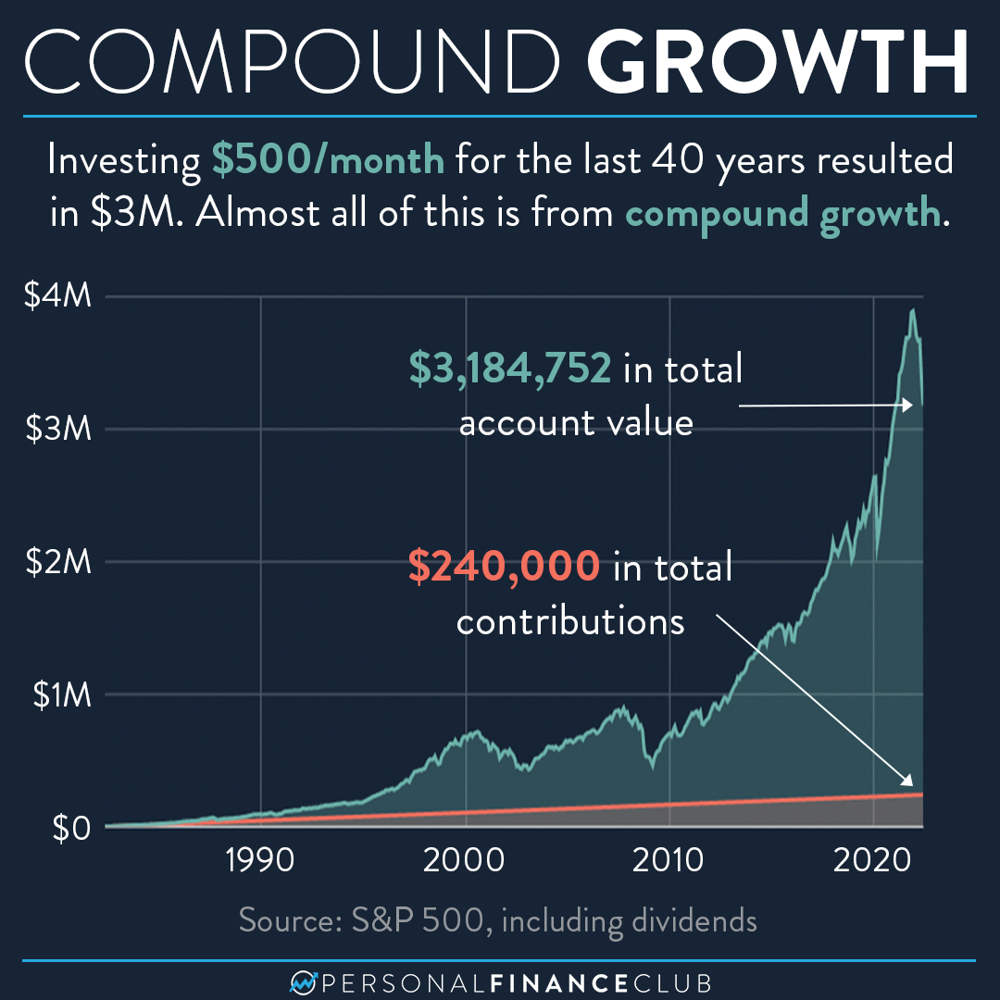 COMPOUND GROWTH
Investing $500/month for the last 40 years resulted
in $3M. Almost all of this is from compound growth.
$4M
$3,184,752 in total
account value
$3M
$2M
$240,000 in total
contributions
$1M
$0
1990 2000 2010 2020
Source: S&P 500, including dividends
PERSONALFINANCECLUB